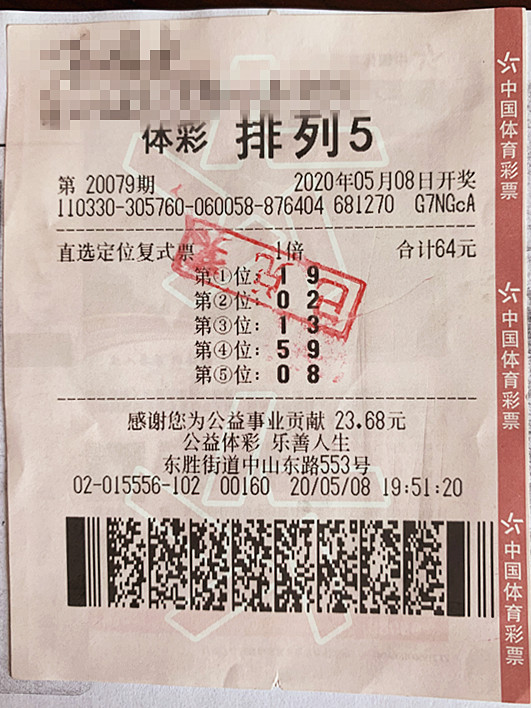 体彩 排列5
第 20079期 2020年05月08日开奖
110330-305760-060058-876404 681270 G7NGcA
直选定位复式票 1倍 合计64元
第①位: 1 9
第②位: 0 2
第③位: 1 3
第④位: 5 9
第⑤位: 0 8
已兑奖
感谢您为公益事业贡献 23.68元
公益体彩 乐善人生
东胜街道中山东路553号
02-015556-102 00160 20/05/08 19:51:20
中国体育彩票
中国体育彩票
中国体育彩票